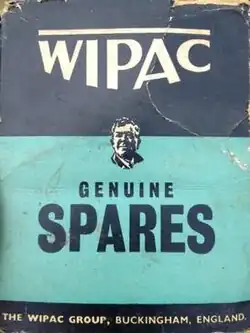 WIPAC
GENUINE
SPARES
THE WIPAC GROUP, BUCKINGHAM, ENGLAND.